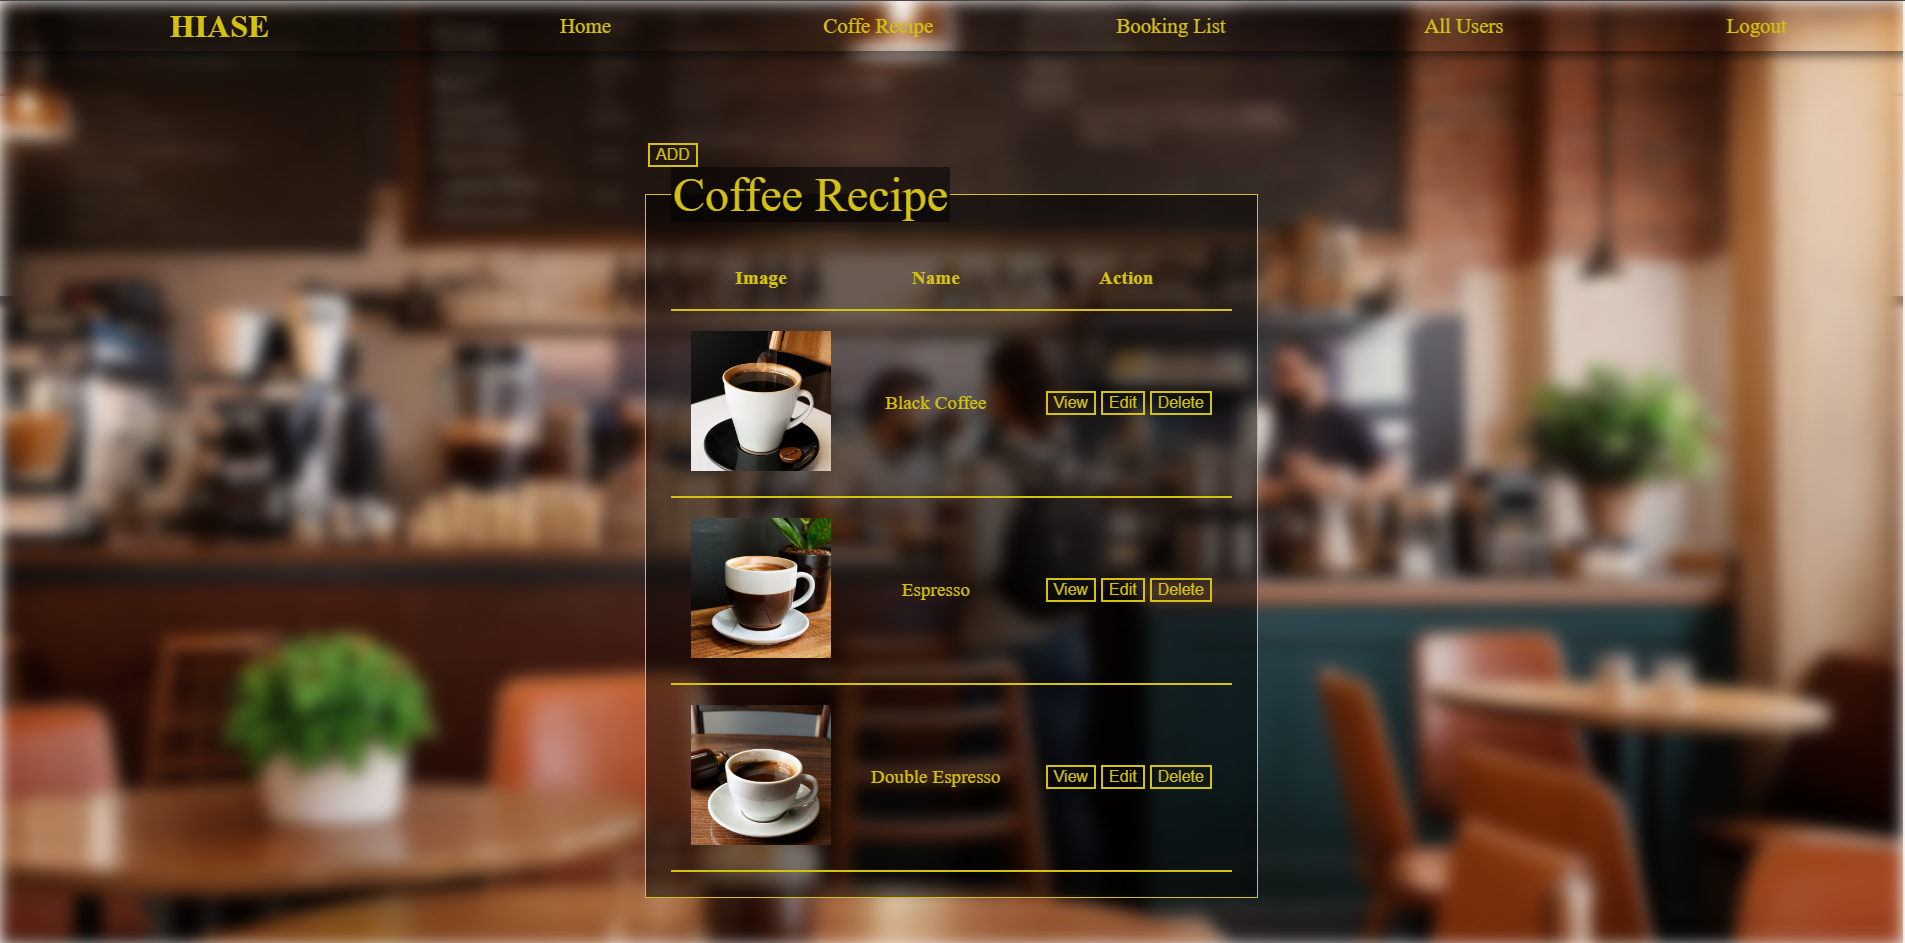 HIASE Home Coffe Recipe Booking List All Users Logout
ADD
Coffee Recipe
Image Name Action
Black Coffee View Edit Delete
Espresso View Edit Delete
Double Espresso View Edit Delete